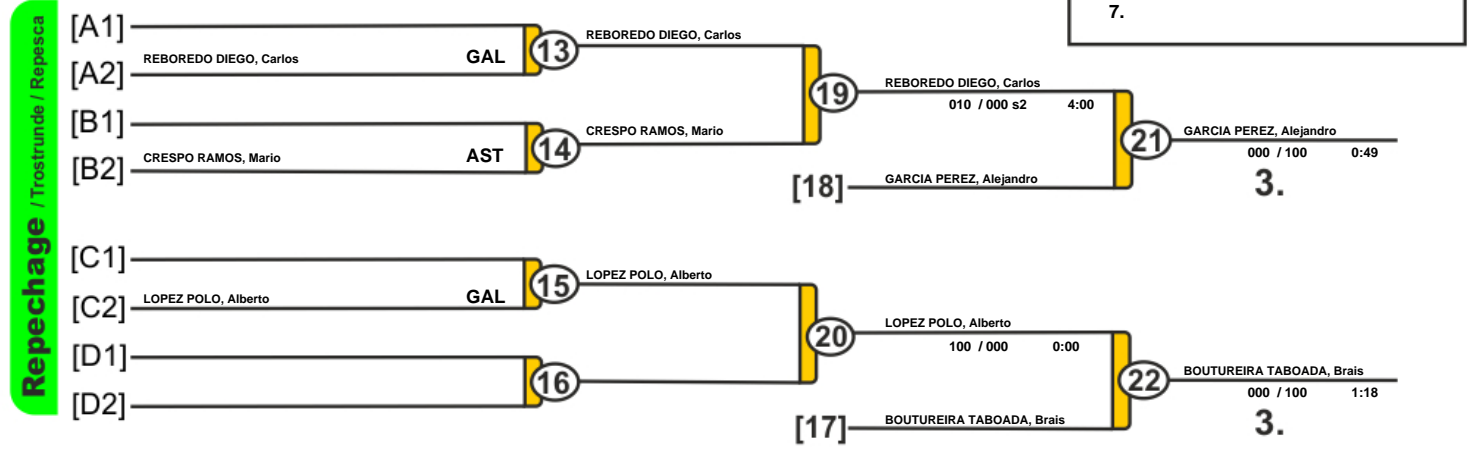 7.
Repechage / Trostrunde / Repesca
[A1]
REBOREDO DIEGO, Carlos GAL
[A2]
13
REBOREDO DIEGO, Carlos
[B1]
CRESPO RAMOS, Mario AST
[B2]
14
CRESPO RAMOS, Mario
19
REBOREDO DIEGO, Carlos
010 / 000 s2 4:00
[18]
GARCIA PEREZ, Alejandro
21
GARCIA PEREZ, Alejandro
000 / 100 0:49
3.
[C1]
LOPEZ POLO, Alberto GAL
[C2]
15
LOPEZ POLO, Alberto
[D1]
[D2]
16
20
LOPEZ POLO, Alberto
100 / 000 0:00
[17]
BOUTUREIRA TABOADA, Brais
22
BOUTUREIRA TABOADA, Brais
000 / 100 1:18
3.